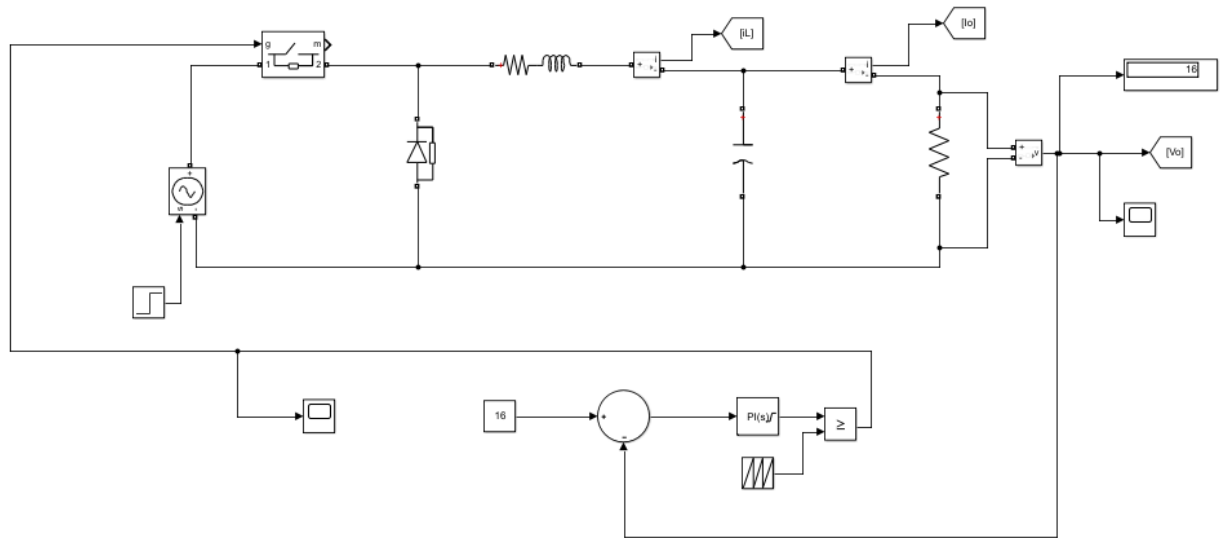 [Io]
[iL]
g m
1 2
i
+ -
i
+ -
16
+
-
v
[Vo]
+
s -
16
+
-
PI(s)
≥